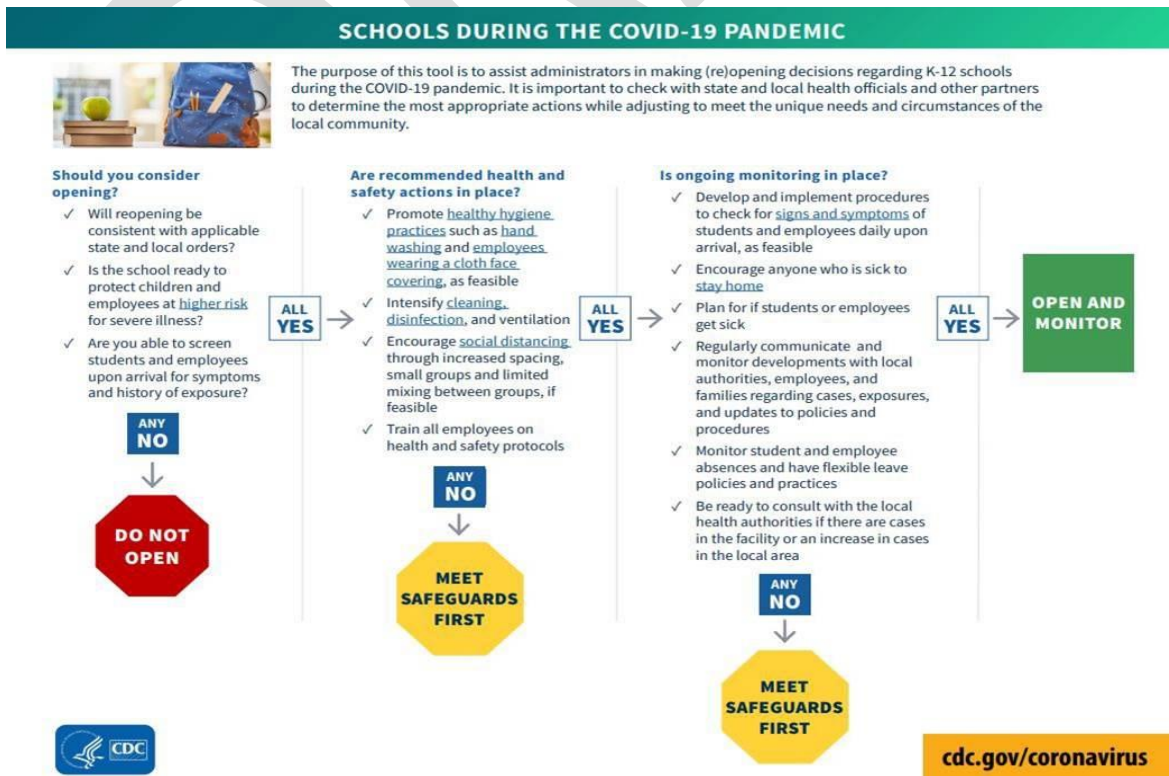 SCHOOLS DURING THE COVID-19 PANDEMIC
The purpose of this tool is to assist administrators in making (re)opening decisions regarding K-12 schools
during the COVID-19 pandemic. It is important to check with state and local health officials and other partners
to determine the most appropriate actions while adjusting to meet the unique needs and circumstances of the
local community.
Should you consider
opening?
✓ Will reopening be
consistent with applicable
state and local orders?
✓ Is the school ready to
protect children and
employees at higher risk
for severe illness?
✓ Are you able to screen
students and employees
upon arrival for symptoms
and history of exposure?
ANY
NO
DO NOT
OPEN
ALL
YES
Are recommended health and
safety actions in place?
✓ Promote healthy hygiene
practices such as hand
washing and employees
wearing a cloth face
covering, as feasible
✓ Intensify cleaning,
disinfection, and ventilation
✓ Encourage social distancing
through increased spacing,
small groups and limited
mixing between groups, if
feasible
✓ Train all employees on
health and safety protocols
ANY
NO
MEET
SAFEGUARDS
FIRST
ALL
YES
Is ongoing monitoring in place?
✓ Develop and implement procedures
to check for signs and symptoms of
students and employees daily upon
arrival, as feasible
✓ Encourage anyone who is sick to
stay home
✓ Plan for if students or employees
get sick
✓ Regularly communicate and
monitor developments with local
authorities, employees, and
families regarding cases, exposures,
and updates to policies and
procedures
✓ Monitor student and employee
absences and have flexible leave
policies and practices
✓ Be ready to consult with the local
health authorities if there are cases
in the facility or an increase in cases
in the local area
ANY
NO
MEET
SAFEGUARDS
FIRST
ALL
YES
OPEN AND
MONITOR
CDC
cdc.gov/coronavirus